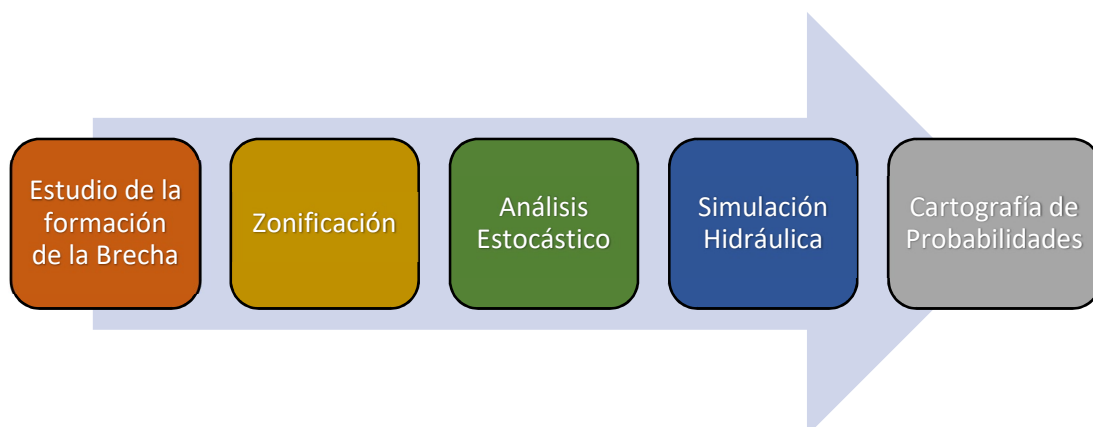 Estudio de la
formación
de la Brecha
Zonificación
Análisis
Estocástico
Simulación
Hidráulica
Cartografía de
Probabilidades